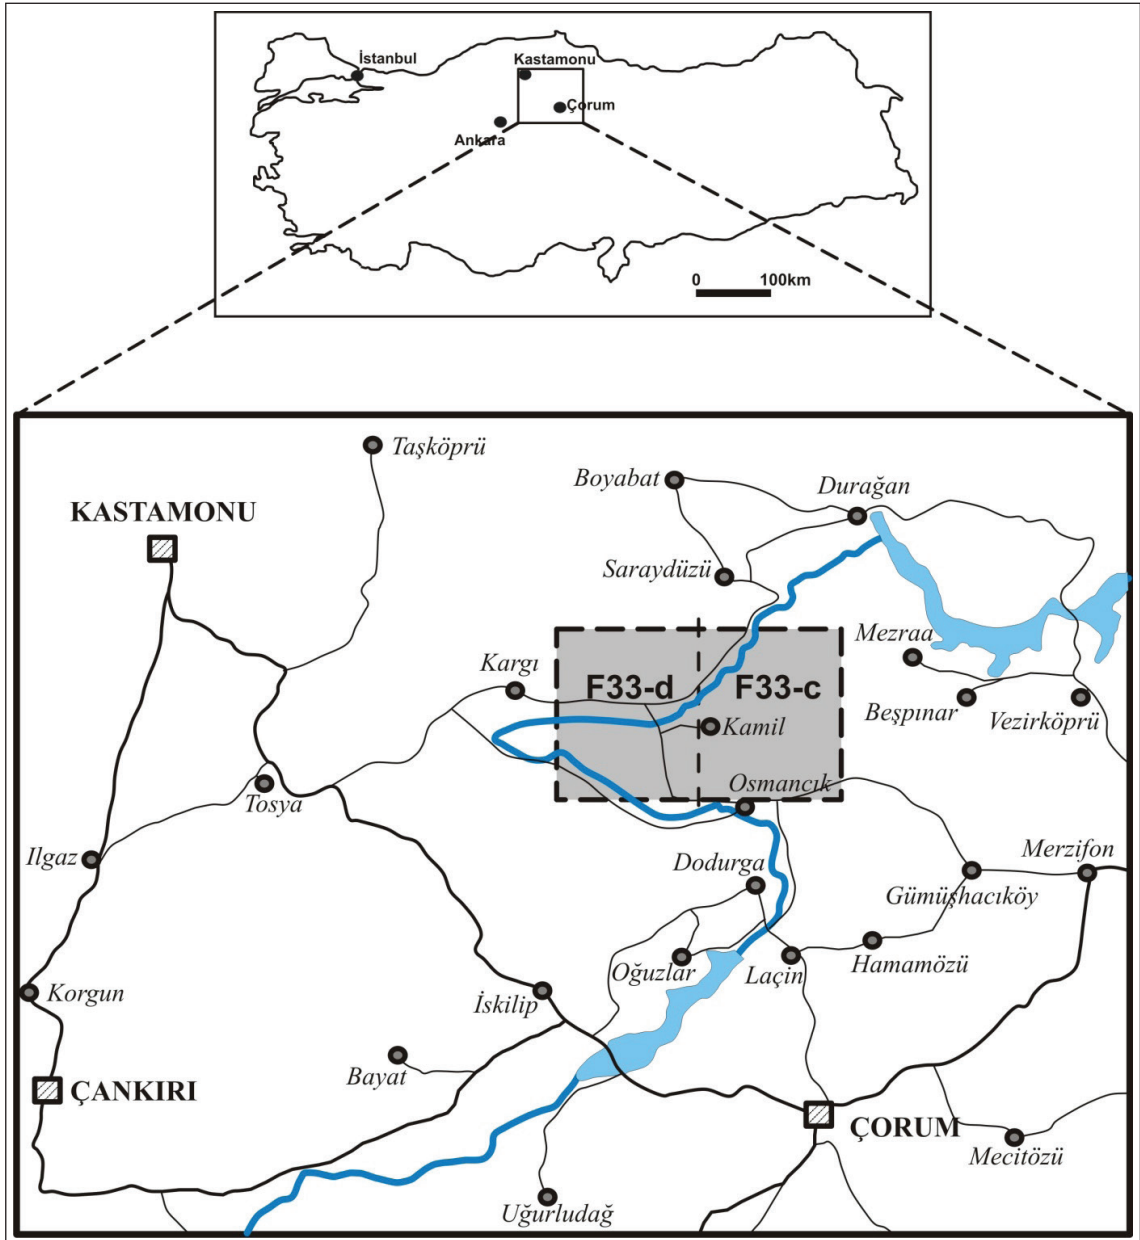 İstanbul
Kastamonu
Çorum
Ankara
0 100km
Taşköprü
Boyabat
Durağan
KASTAMONU
Saraydüzü
Mezraa
Kargı
F33-d
F33-c
Beşpınar
Vezirköprü
Kamil
Osmancık
Tosya
Ilgaz
Dodurga
Merzifon
Gümüşhacıköy
Oğuzlar
Laçin
Hamamözü
Korgun
İskilip
Bayat
ÇANKIRI
ÇORUM
Mecitözü
Uğurludağ